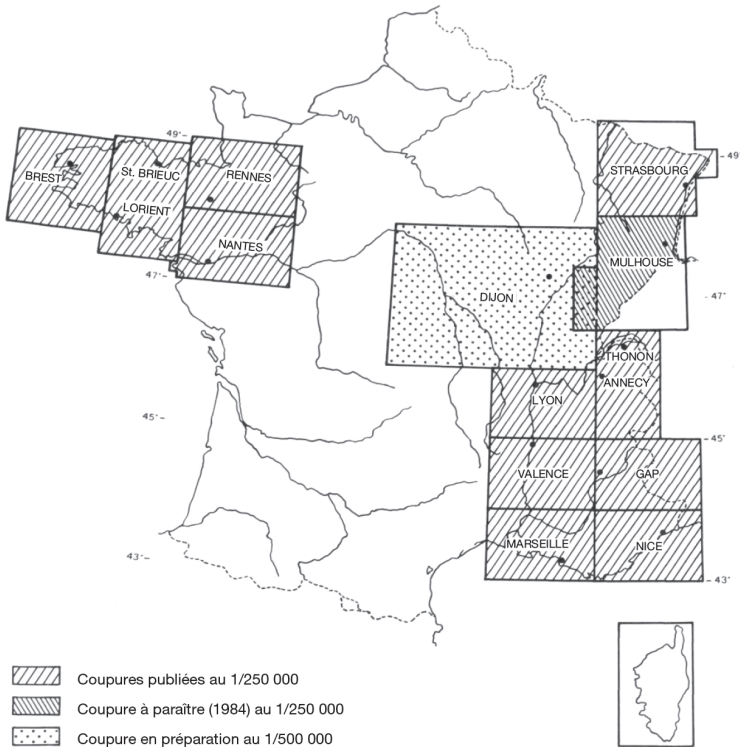 49°
49°
BREST
St. BRIEUC
RENNES
STRASBOURG
LORIENT
NANTES
MULHOUSE
47°
DIJON
47°
THONON
ANNECY
LYON
45°
45°
VALENCE
GAP
MARSEILLE
NICE
43°
43°
Coupures publiées au 1/250 000
Coupure à paraître (1984) au 1/250 000
Coupure en préparation au 1/500 000